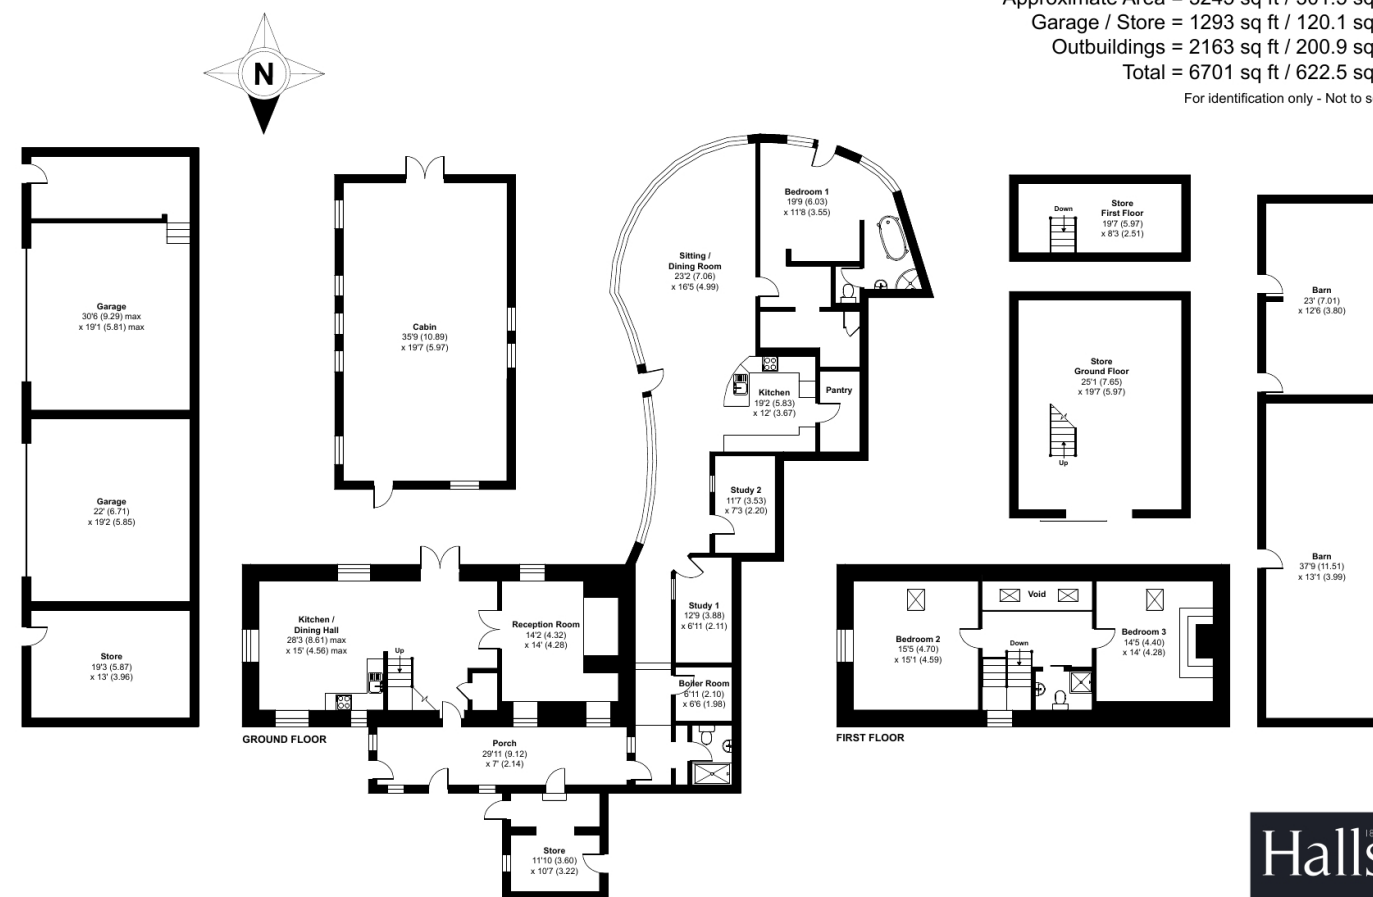 Garage / Store = 1293 sq ft / 120.1 sq
Outbuildings = 2163 sq ft / 200.9 sq
Total = 6701 sq ft / 622.5 sq
For identification only - Not to s
N
Garage
30'6 (9.29) max
x 19'1 (5.81) max
Garage
22' (6.71)
x 19'2 (5.85)
Store
19'3 (5.87)
x 13' (3.96)
Cabin
35'9 (10.89)
x 19'7 (5.97)
Bedroom 1
19'9 (6.03)
x 11'8 (3.55)
Sitting /
Dining Room
23'2 (7.06)
x 16'5 (4.99)
Kitchen
19'2 (5.83)
x 12' (3.67)
Pantry
Study 2
11'7 (3.53)
x 7'3 (2.20)
Study 1
12'9 (3.88)
x 6'11 (2.11)
Boiler Room
6'11 (2.10)
x 6'6 (1.98)
Kitchen /
Dining Hall
28'3 (8.61) max
x 15' (4.56) max
Up
Reception Room
14'2 (4.32)
x 14' (4.28)
GROUND FLOOR
Porch
29'11 (9.12)
x 7' (2.14)
Store
11'10 (3.60)
x 10'7 (3.22)
Down
Store
First Floor
19'7 (5.97)
x 8'3 (2.51)
Store
Ground Floor
25'1 (7.65)
x 19'7 (5.97)
Up
Barn
23' (7.01)
x 12'6 (3.80)
Barn
37'9 (11.51)
x 13'1 (3.99)
Void
Bedroom 2
15'5 (4.70)
x 15'1 (4.59)
Down
Bedroom 3
14'5 (4.40)
x 14' (4.28)
FIRST FLOOR
Halls